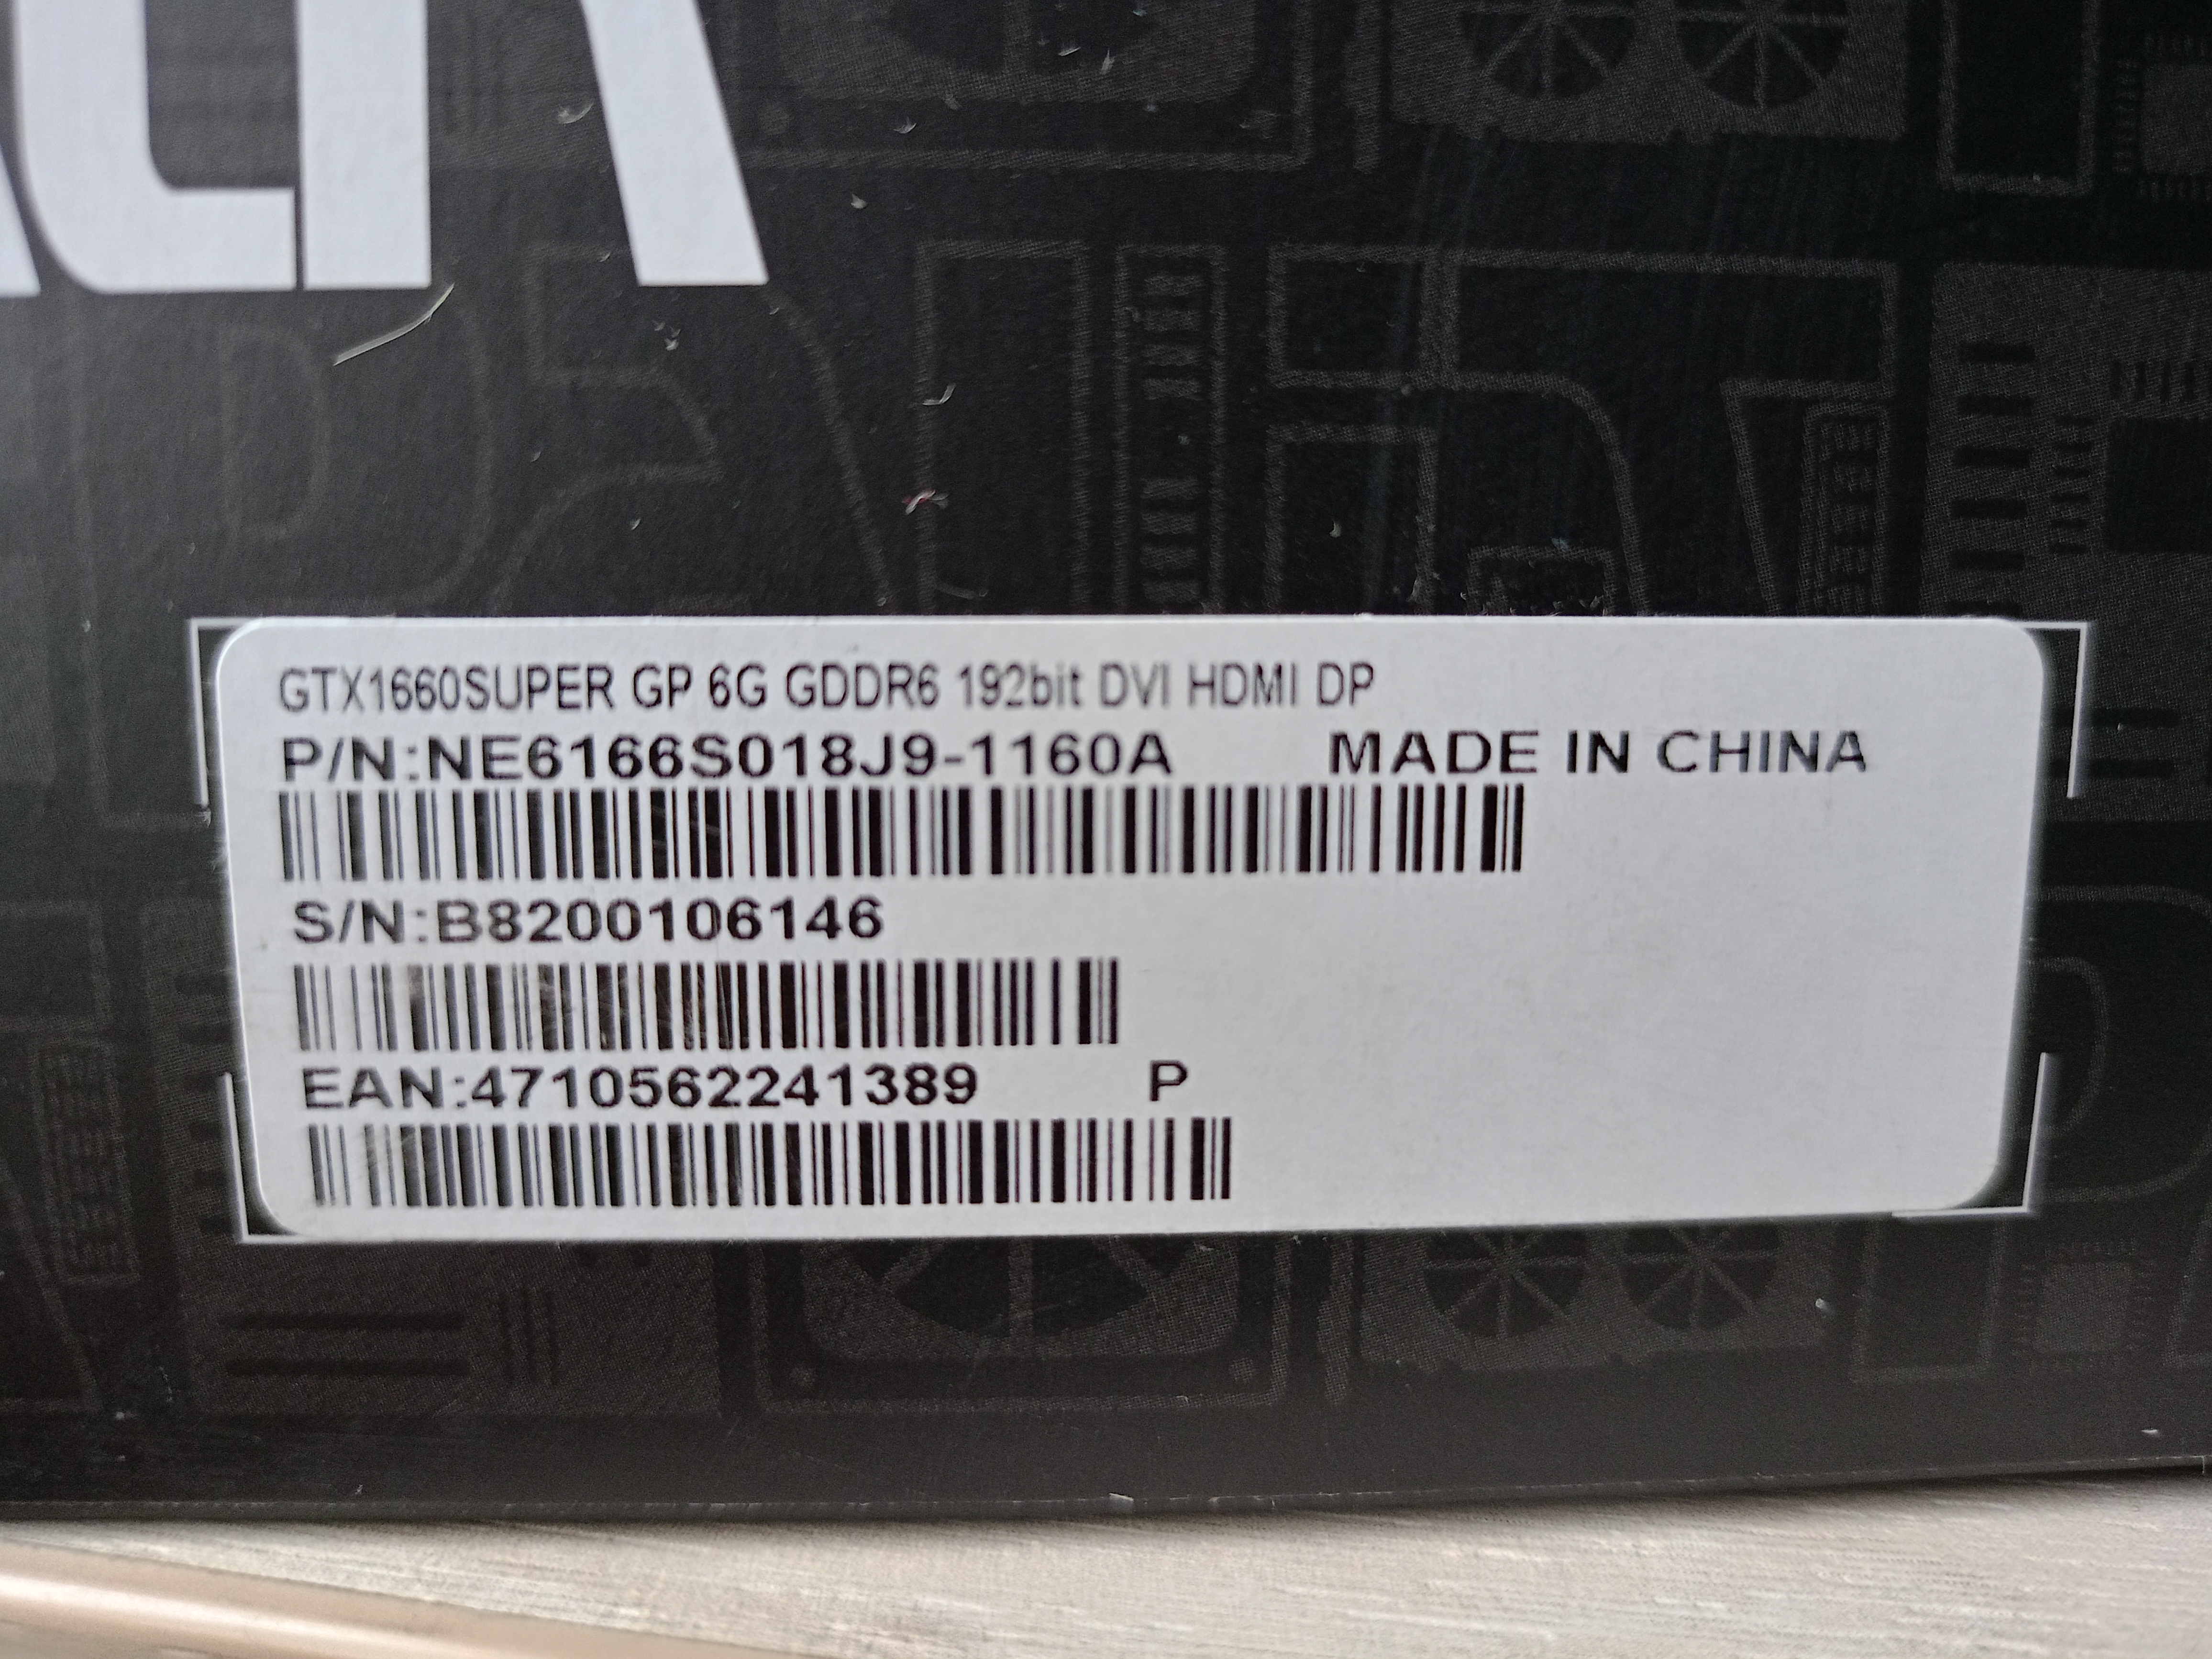 GTX1660SUPER GP 6G GDDR6 192bit DVI HDMI DP
P/N:NE6166S018J9-1160A MADE IN CHINA
S/N:B8200106146
EAN:4710562241389 P